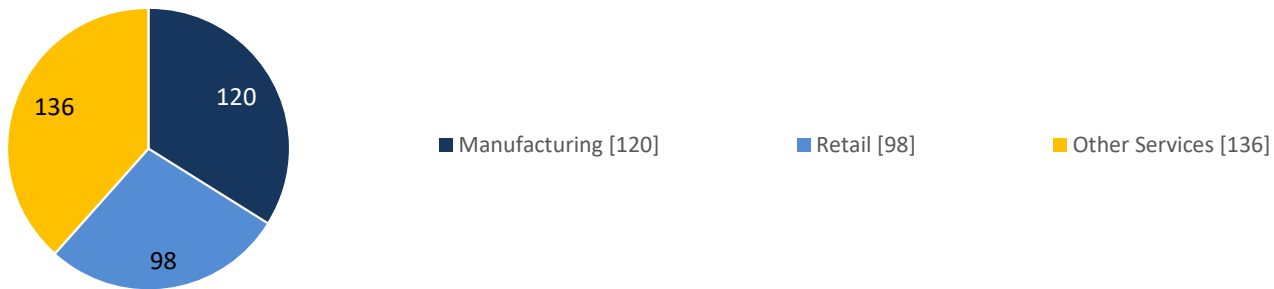 136
120
98
Manufacturing [120]
Retail [98]
Other Services [136]